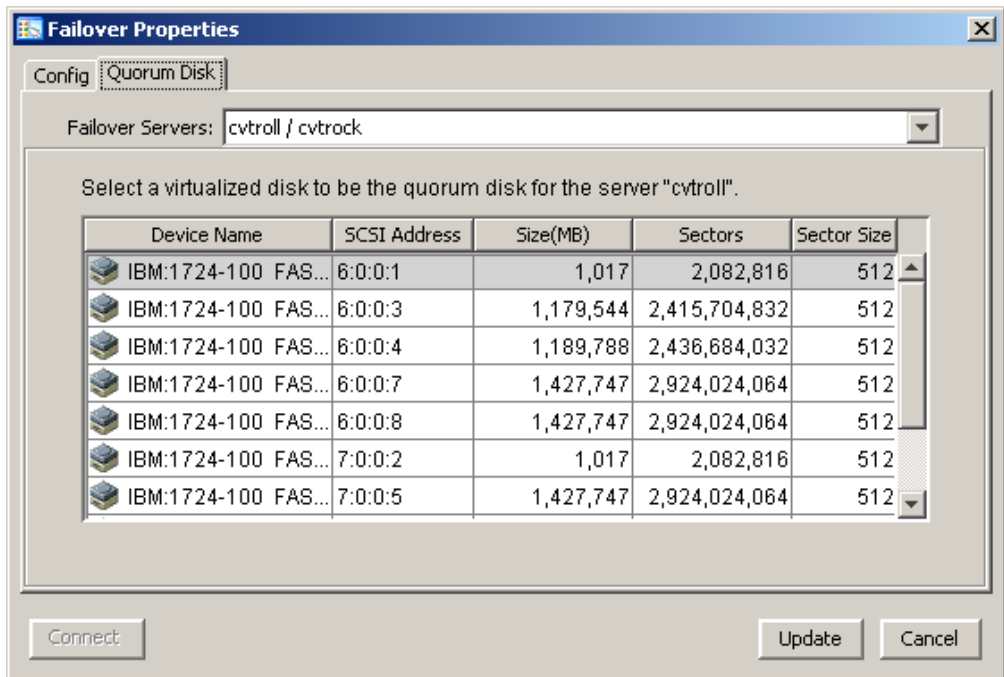 Failover Properties
Config Quorum Disk
Failover Servers: cvtroll / cvtrock
Select a virtualized disk to be the quorum disk for the server "cvtroll".
Device Name SCSI Address Size(MB) Sectors Sector Size
IBM:1724-100 FAS... 6:0:0:1 1,017 2,082,816 512
IBM:1724-100 FAS... 6:0:0:3 1,179,544 2,415,704,832 512
IBM:1724-100 FAS... 6:0:0:4 1,189,788 2,436,684,032 512
IBM:1724-100 FAS... 6:0:0:7 1,427,747 2,924,024,064 512
IBM:1724-100 FAS... 6:0:0:8 1,427,747 2,924,024,064 512
IBM:1724-100 FAS... 7:0:0:2 1,017 2,082,816 512
IBM:1724-100 FAS... 7:0:0:5 1,427,747 2,924,024,064 512
Connect Update Cancel